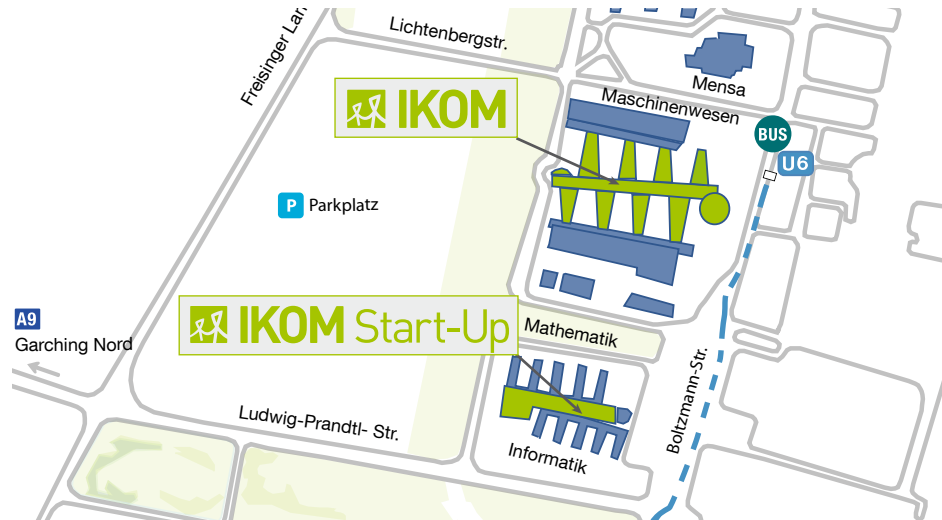 Lichtenbergstr.
Freisinger Lan
Mensa
Maschinenwesen
IKOM
BUS
U6
P Parkplatz
A9
Garching Nord
IKOM Start-Up
Mathematik
Boltzmann-Str.
Ludwig-Prandtl- Str.
Informatik